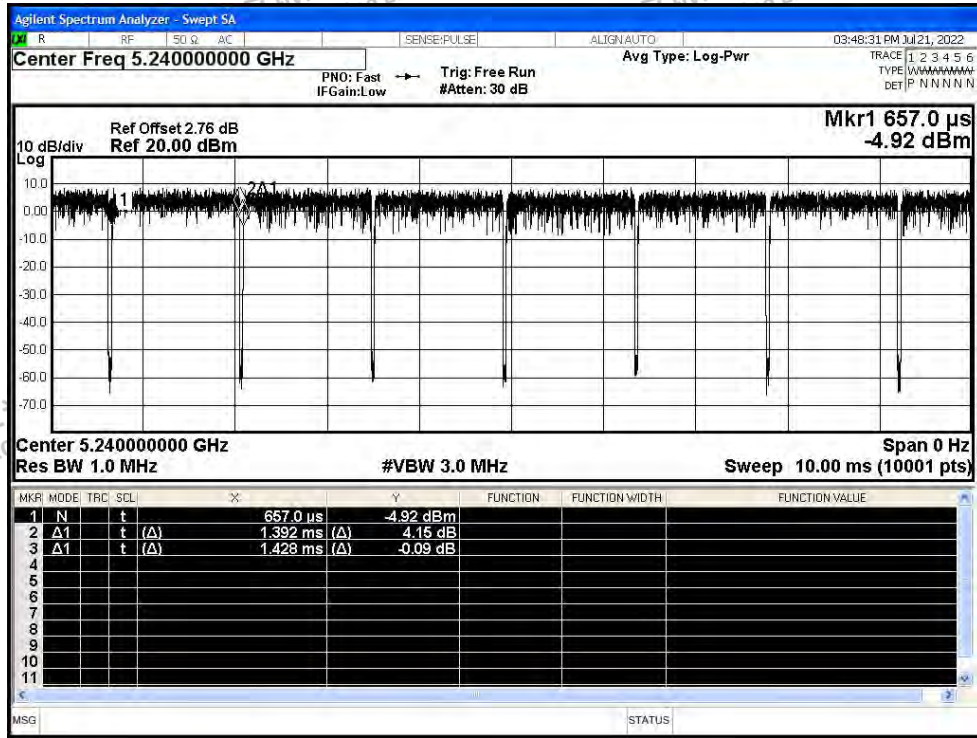 Agilent Spectrum Analyzer - Swept SA
LXI R RF 50 Ω AC SENSE:PULSE ALIGN AUTO 03:48:31 PM Jul 21, 2022
Center Freq 5.240000000 GHz Avg Type: Log-Pwr TRACE 1 2 3 4 5 6
PNO: Fast Trig: Free Run TYPE WWWWWW
IFGain:Low #Atten: 30 dB DET P N N N N N
Mkr1 657.0 µs
Ref Offset 2.76 dB
10 dB/div Ref 20.00 dBm -4.92 dBm
Log
10.0
2Δ1
1
0.00
-10.0
-20.0
-30.0
-40.0
-50.0
-60.0
-70.0
Center 5.240000000 GHz Span 0 Hz
Res BW 1.0 MHz #VBW 3.0 MHz Sweep 10.00 ms (10001 pts)
MKR MODE TRC SCL X Y FUNCTION FUNCTION WIDTH FUNCTION VALUE
1 N t 657.0 µs -4.92 dBm
2 Δ1 t (Δ) 1.392 ms (Δ) 4.15 dB
3 Δ1 t (Δ) 1.428 ms (Δ) -0.09 dB
4
5
6
7
8
9
10
11
MSG STATUS